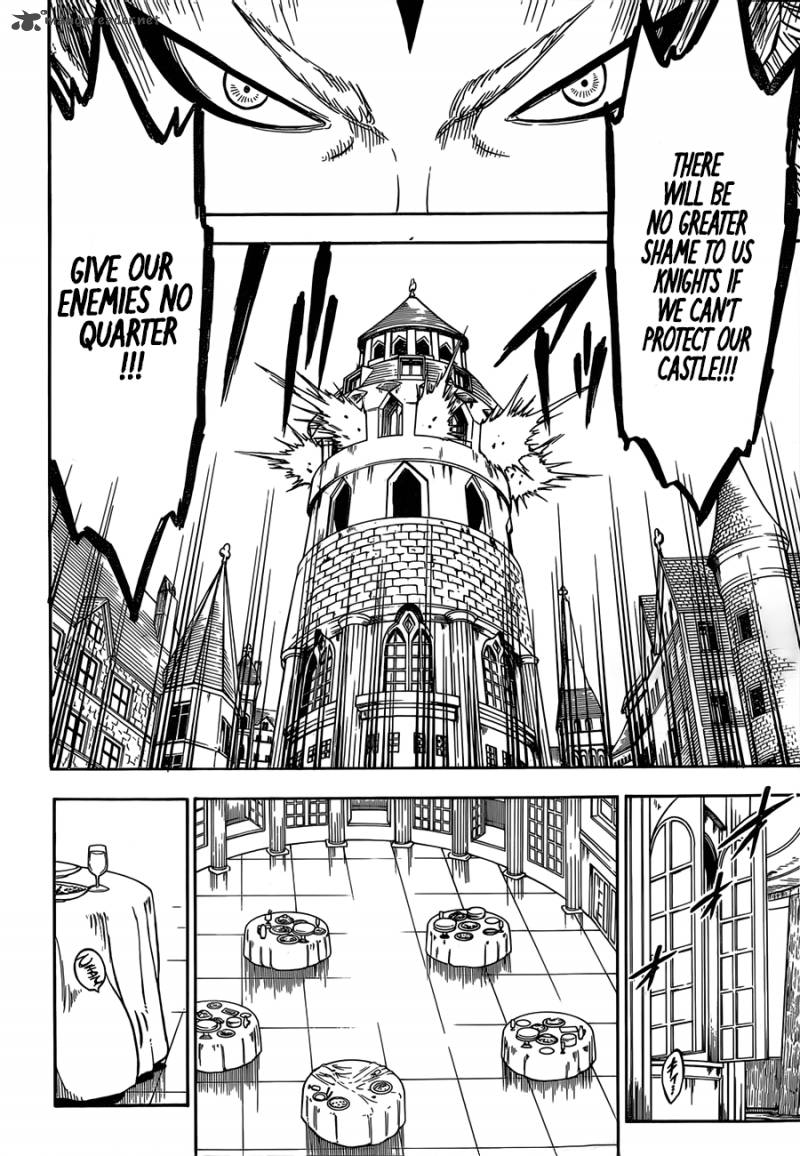 THERE
WILL BE
NO GREATER
SHAME TO US
KNIGHTS IF
WE CAN'T
PROTECT OUR
CASTLE!!!
GIVE OUR
ENEMIES NO
QUARTER
!!!